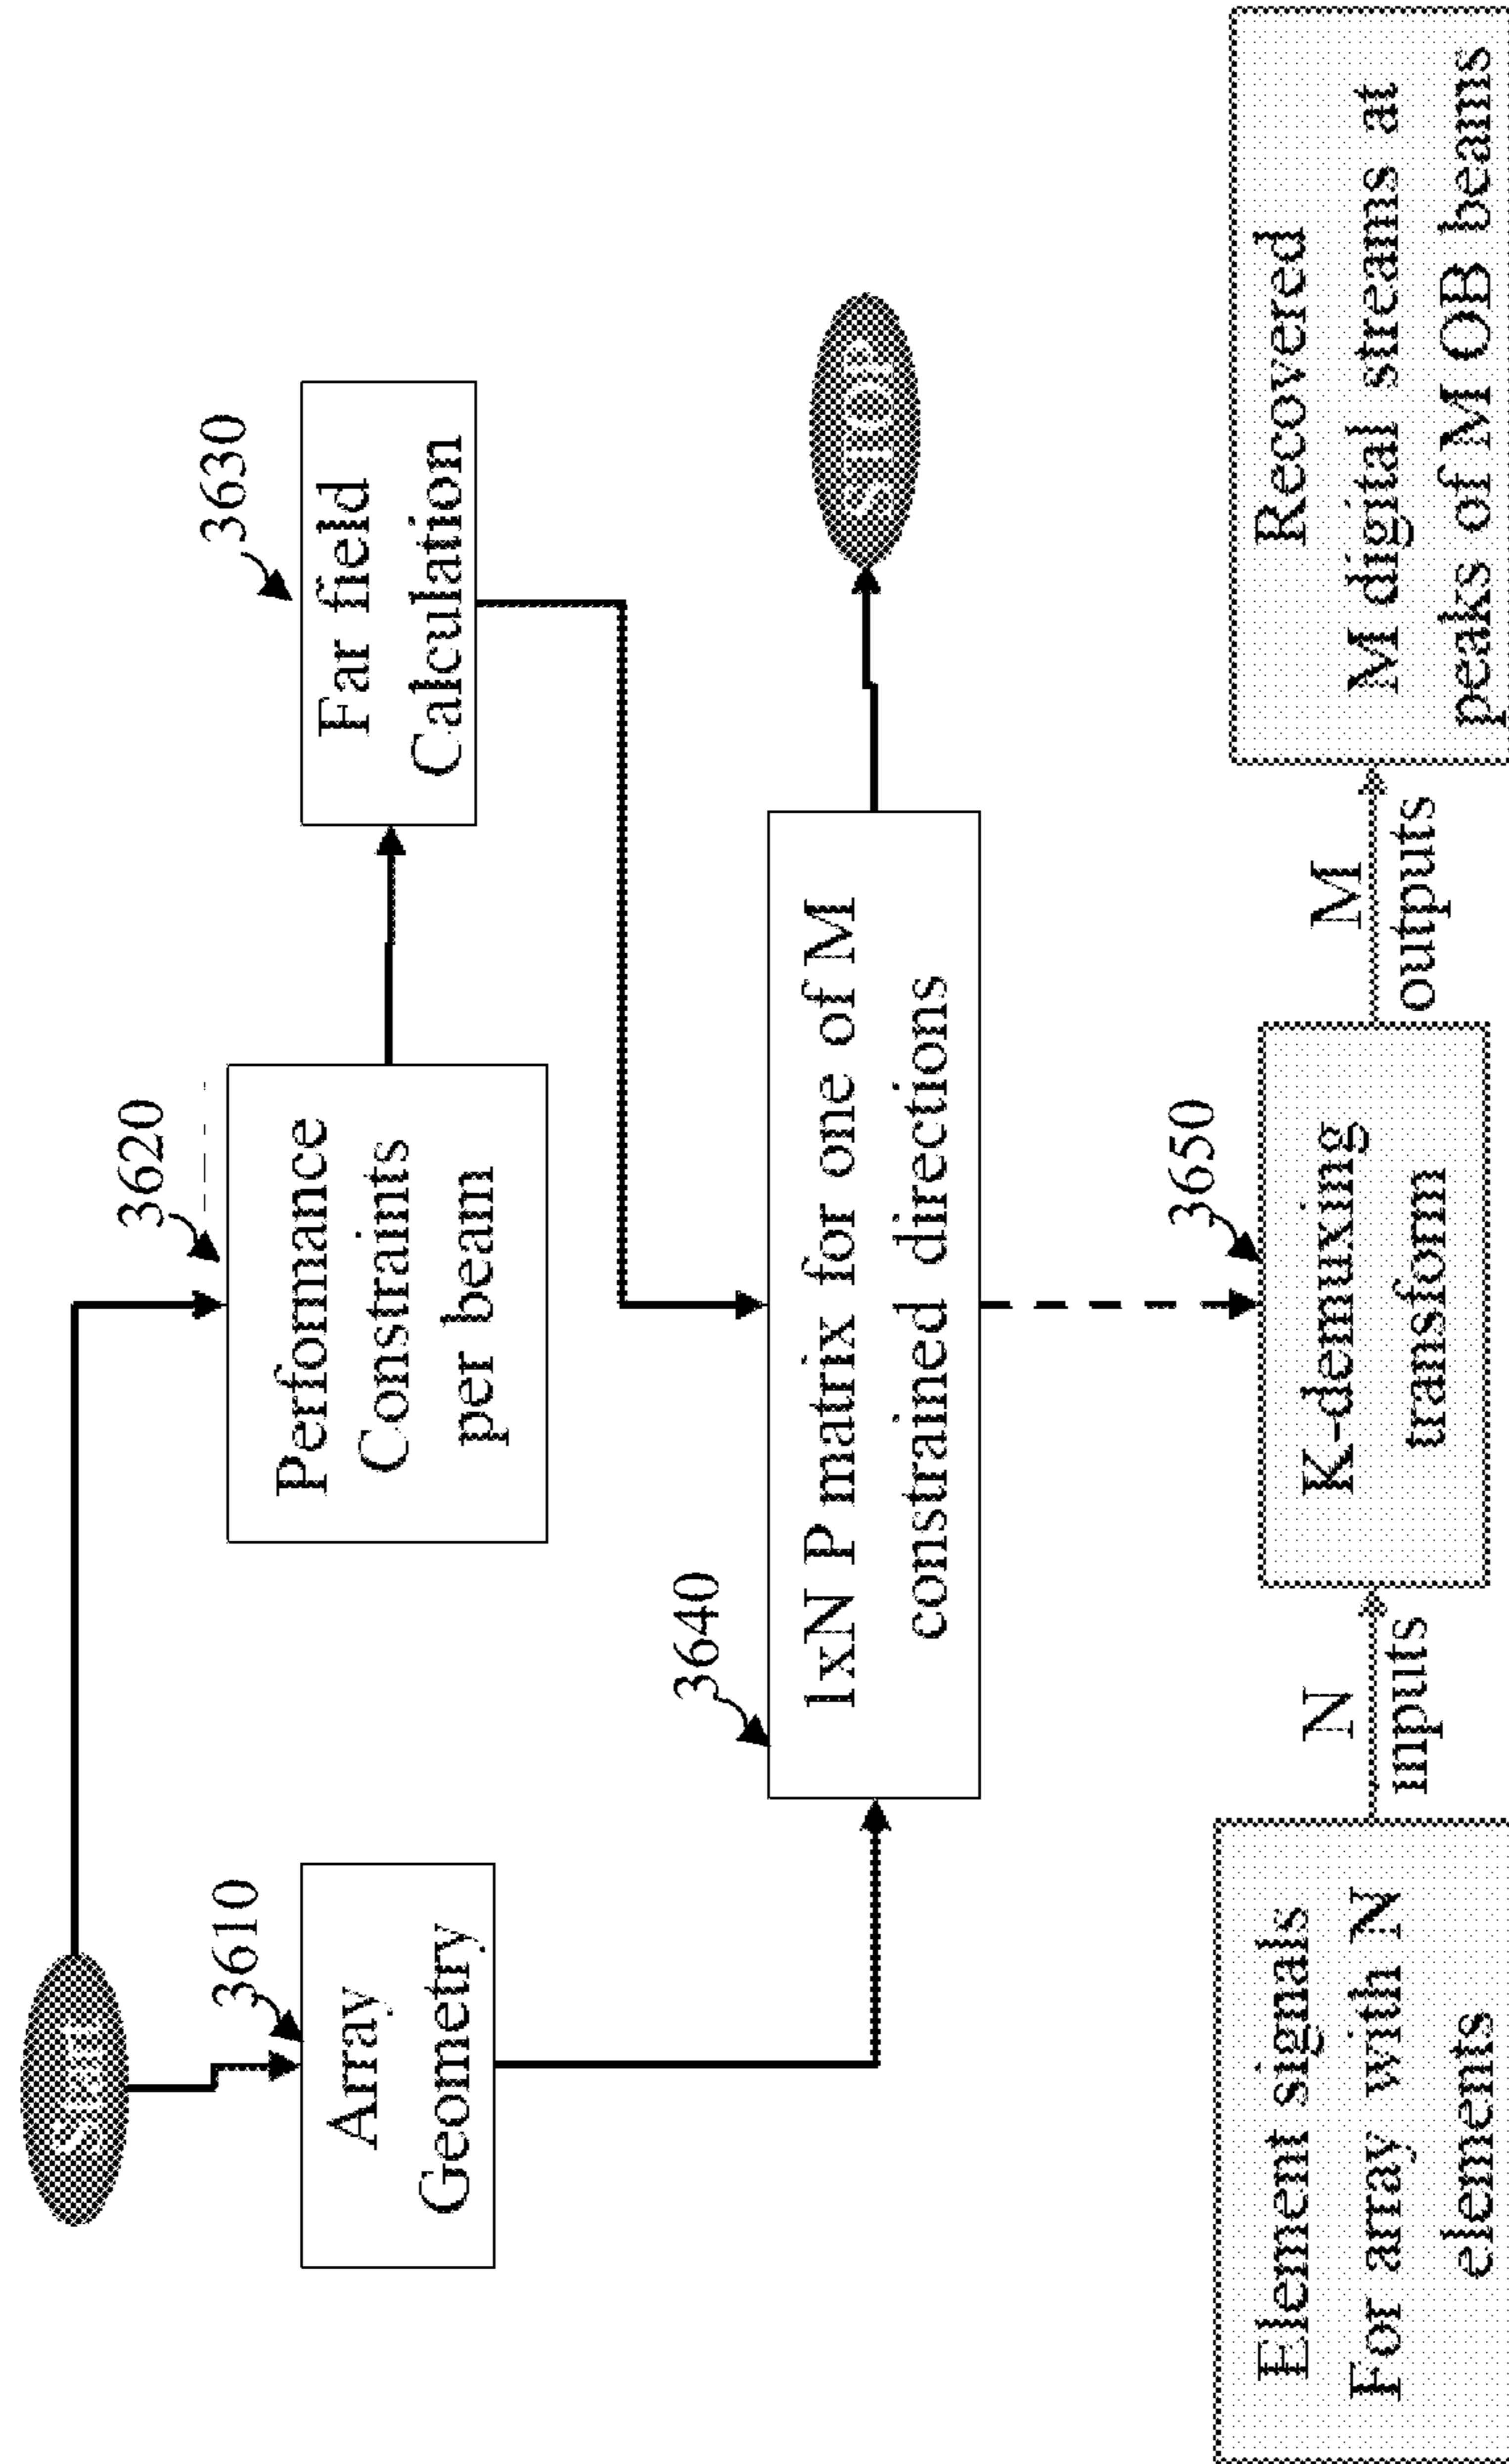 Start
3610
Array
Geometry
3620
Perfomance
Constraints
per beam
3630
Far field
Calculation
3640
1xN P matrix for one of M
constrained directions
STOP
Element signals
For array with N
elements
N
inputs
3650
K-demuxing
transform
M
outputs
Recovered
M digital streams at
peaks of M OB beams